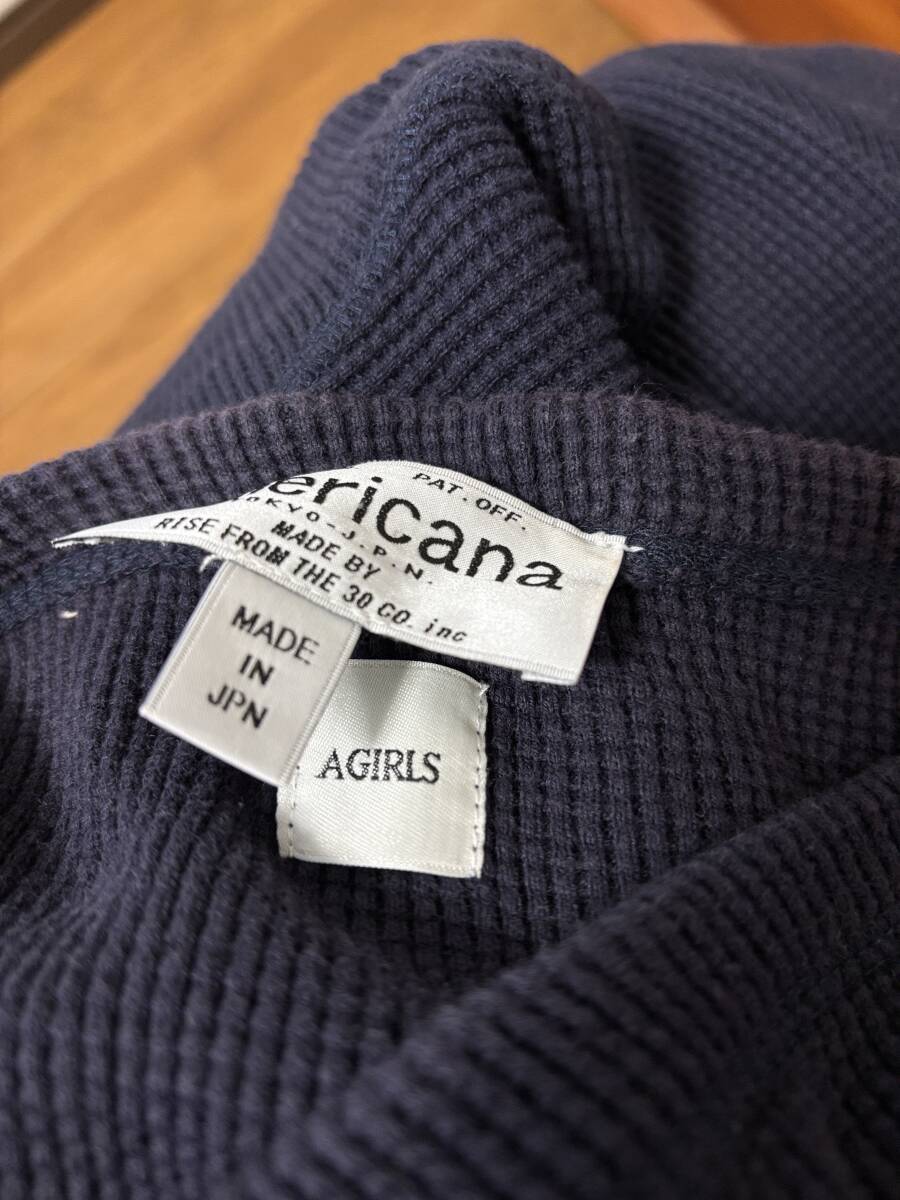 ericana
PAT. OFF.
OKYO-J.P.N.
MADE BY
RISE FROM THE 30 CO. inc
MADE
IN
JPN
AGIRLS